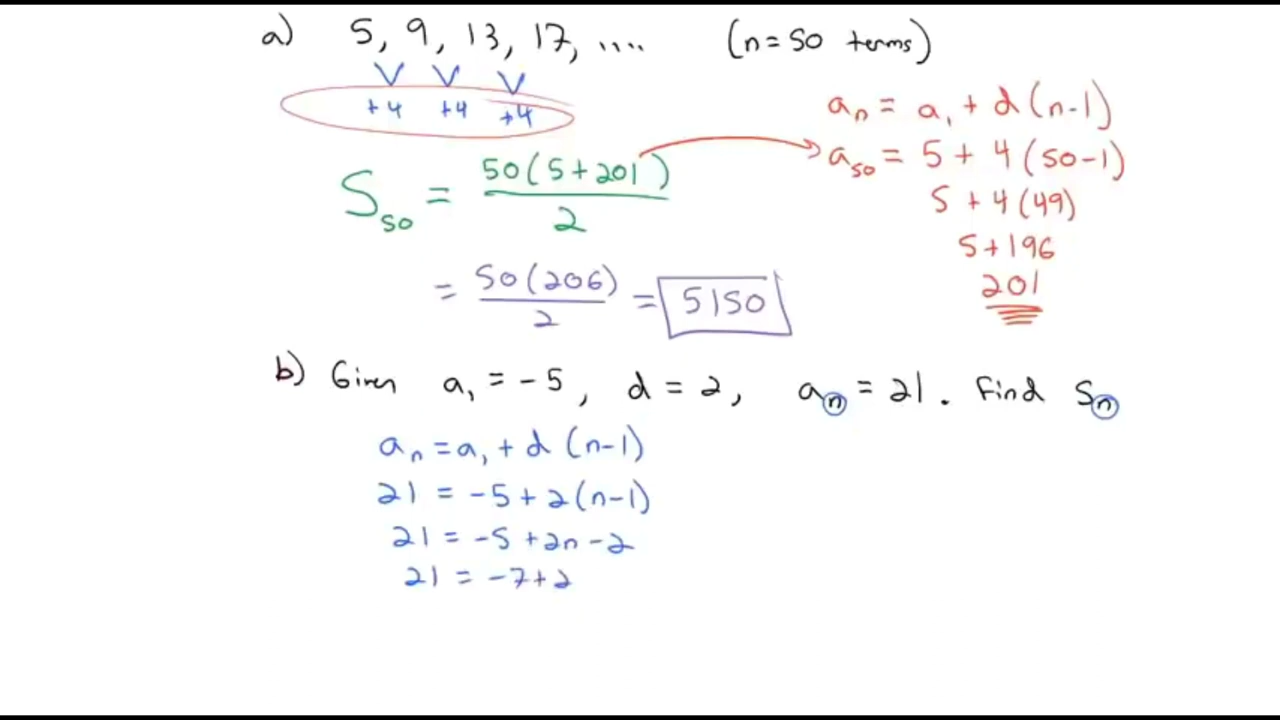 a) 5, 9, 13, 17, .... (n = 50 terms)
+4 +4 +4
aₙ = a₁ + d(n-1)
a₅₀ = 5 + 4(50-1)
5 + 4(49)
5+196
201
S₅₀ = 50(5+201) / 2
= 50(206) / 2 = 5150
b) Given a₁ = -5, d = 2, aₙ = 21. Find Sₙ
aₙ = a₁ + d(n-1)
21 = -5 + 2(n-1)
21 = -5 + 2n - 2
21 = -7+2